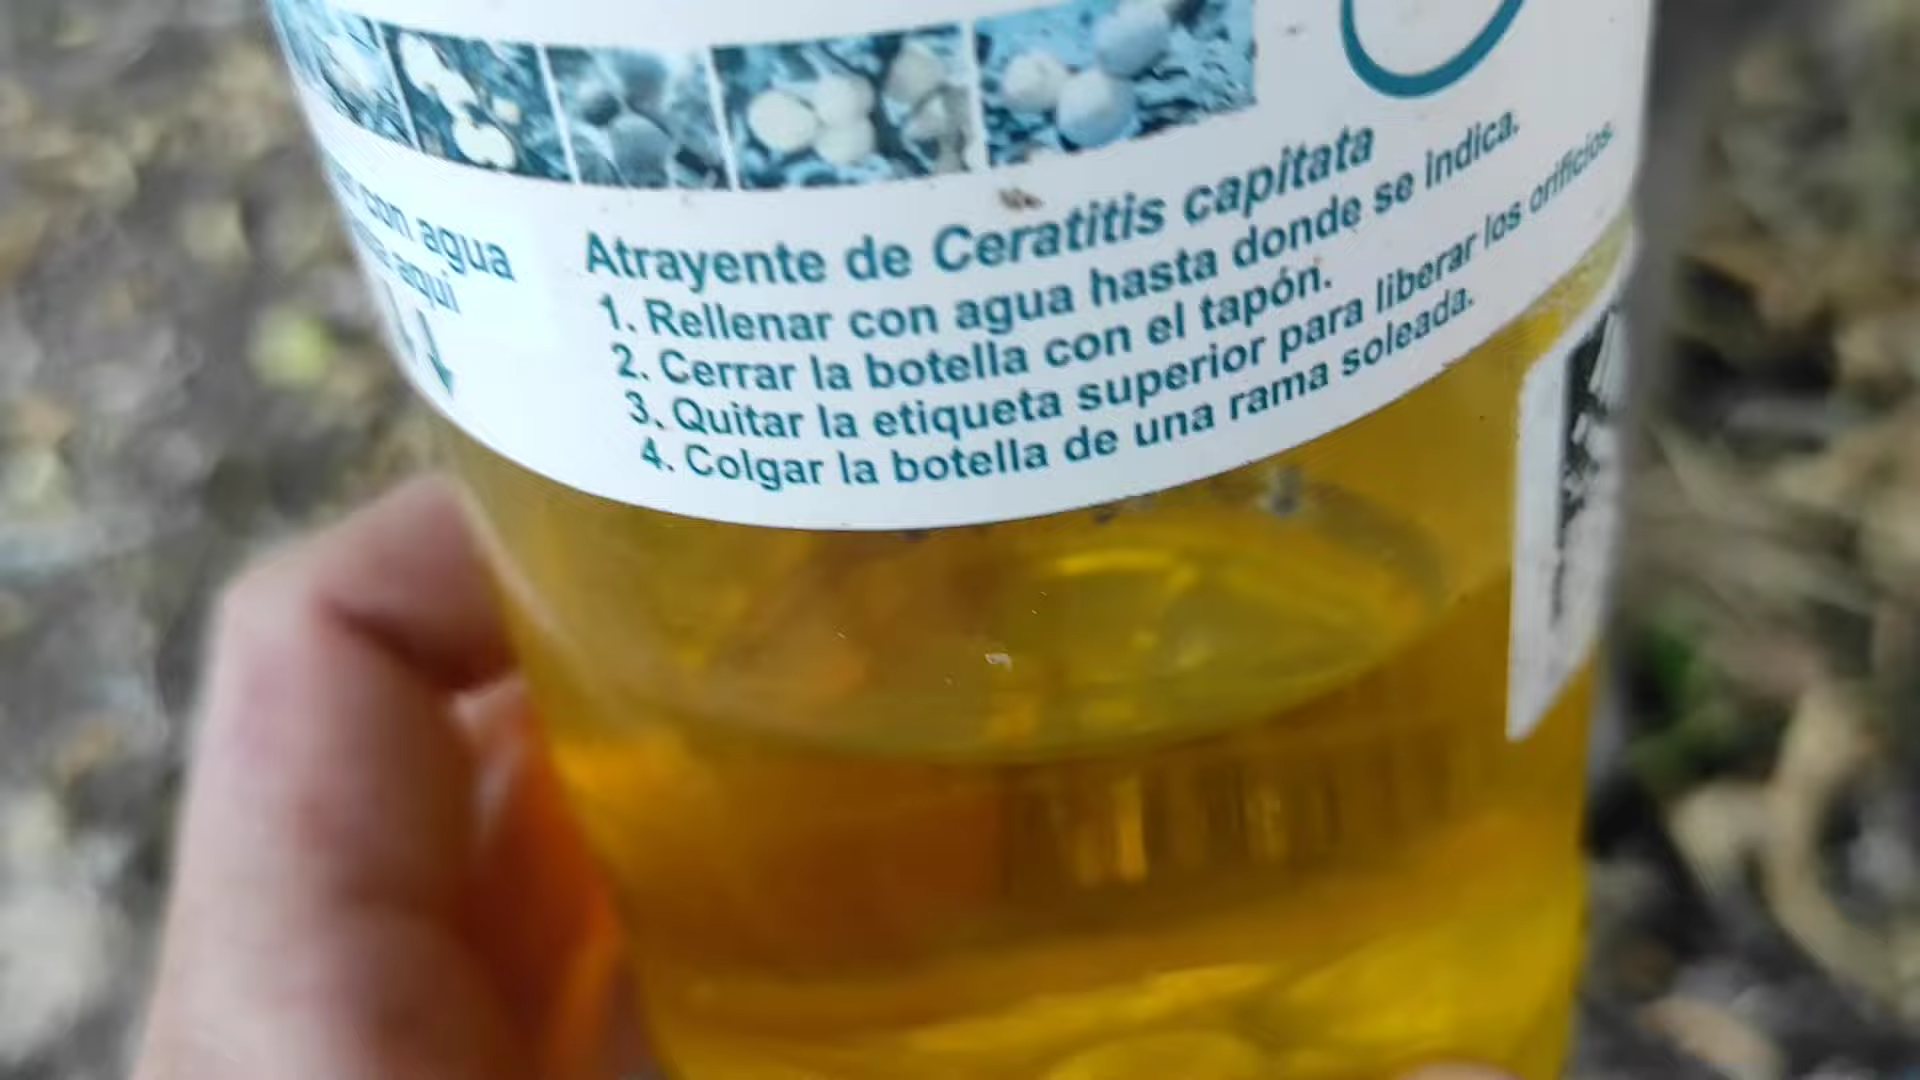 con agua
aquí
Atrayente de Ceratitis capitata
1. Rellenar con agua hasta donde se indica.
2. Cerrar la botella con el tapón.
3. Quitar la etiqueta superior para liberar los orificios.
4. Colgar la botella de una rama soleada.